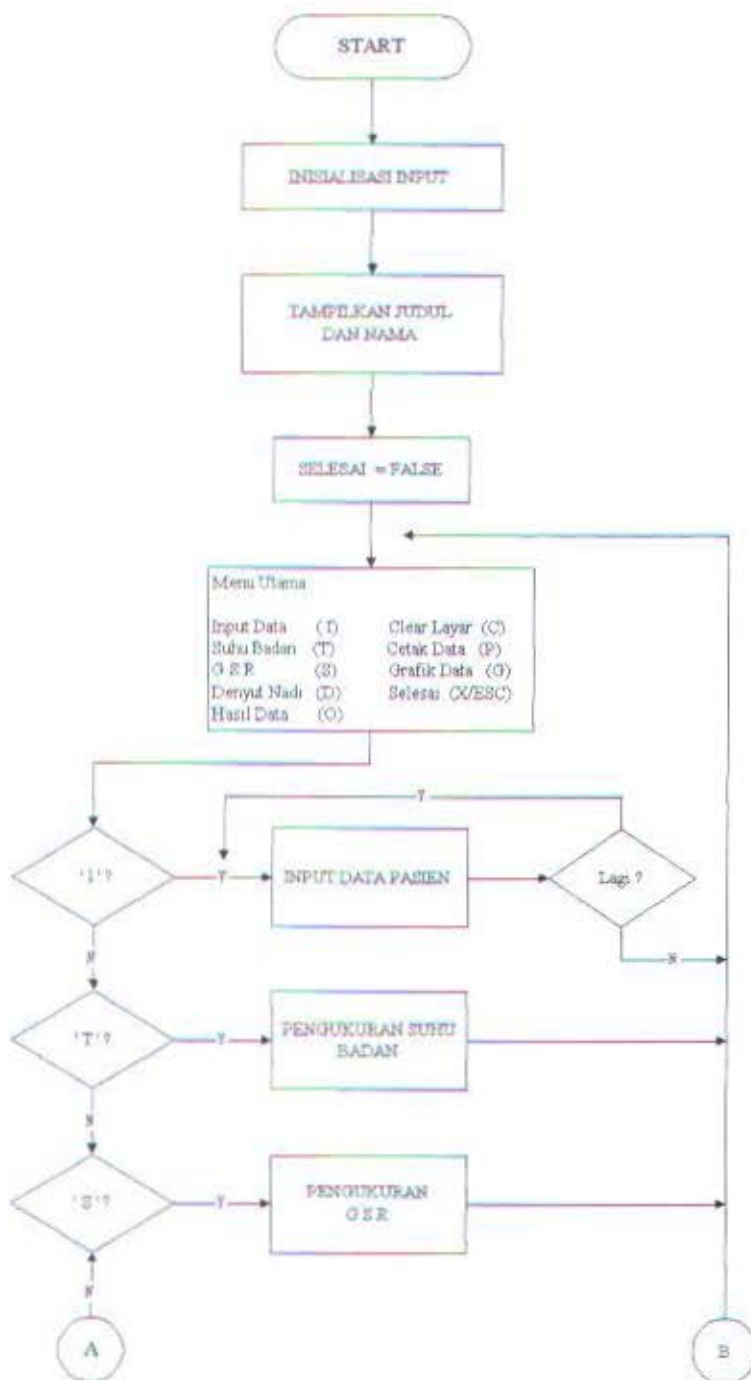 START
INISIALISASI INPUT
TAMPILKAN JUDUL
DAN NAMA
SELESAI = FALSE
Menu Utama
Input Data (I) Clear Layar (C)
Suhu Badan (T) Cetak Data (P)
G S R (S) Grafik Data (G)
Denyut Nadi (D) Selesai (X/ESC)
Hasil Data (O)
Y
'I'?
Y
INPUT DATA PASIEN
Lagi ?
N
N
'T'?
Y
PENGUKURAN SUHU
BADAN
N
'S'?
Y
PENGUKURAN
G S R
N
A
B